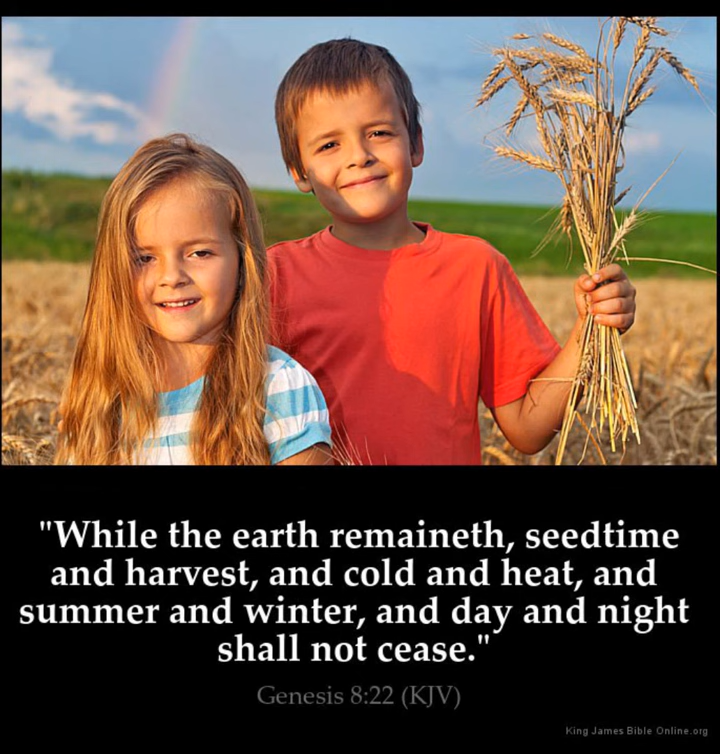 "While the earth remaineth, seedtime
and harvest, and cold and heat, and
summer and winter, and day and night
shall not cease."
Genesis 8:22 (KJV)
King James Bible Online.org